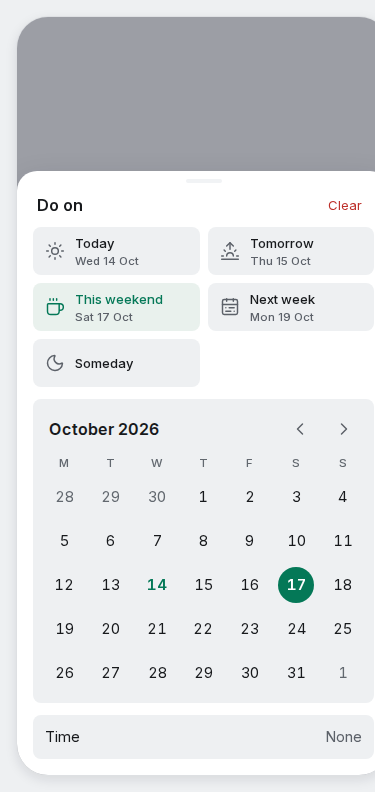 Do on
Clear
Today
Wed 14 Oct
Tomorrow
Thu 15 Oct
This weekend
Sat 17 Oct
Next week
Mon 19 Oct
Someday
October 2026
M T W T F S S
28 29 30 1 2 3 4
5 6 7 8 9 10 11
12 13 14 15 16 17 18
19 20 21 22 23 24 25
26 27 28 29 30 31 1
Time None